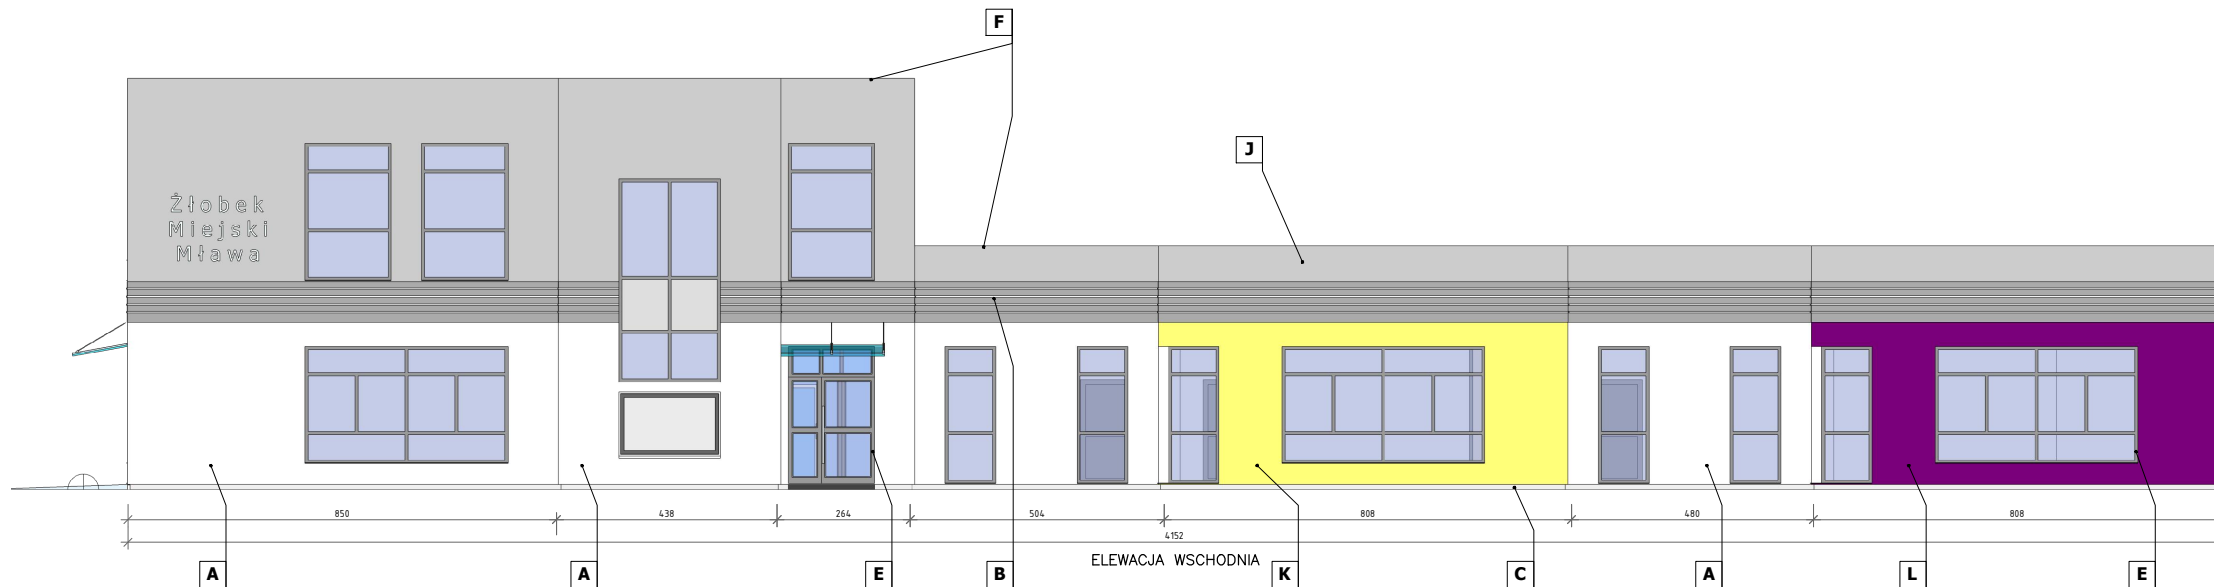 F
J
Żłobek
Miejski
Mława
850 438 264 504 808 480 808
4152
ELEWACJA WSCHODNIA
A A E B K C A L E